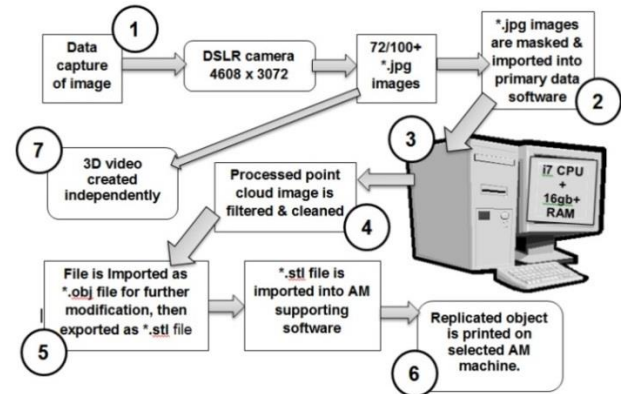 1
Data
capture
of image
DSLR camera
4608 x 3072
72/100+
*.jpg
images
*.jpg images
are masked &
imported into
primary data
software
2
3
i7 CPU
+
16gb+
RAM
7
3D video
created
independently
Processed point
cloud image is
filtered & cleaned
4
File is Imported as
*.obj file for further
modification, then
exported as *.stl file
5
*.stl file is
imported into AM
supporting
software
Replicated object
is printed on
selected AM
machine.
6